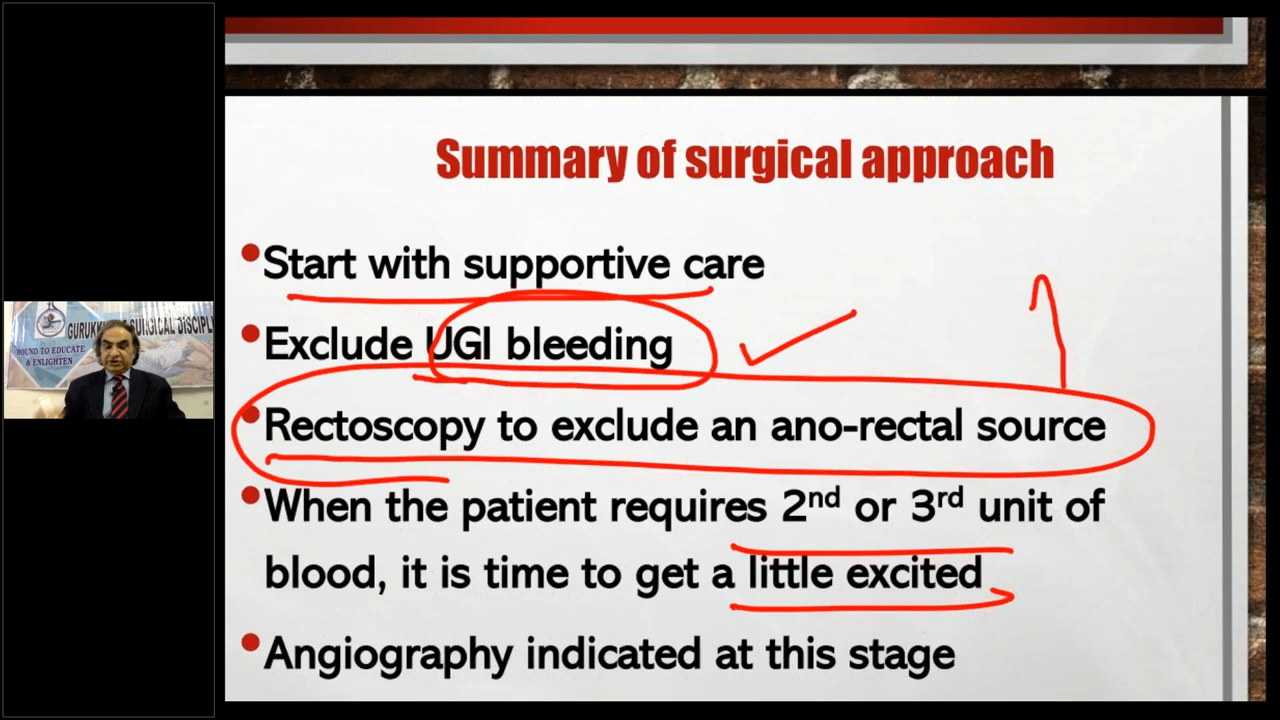 Summary of surgical approach
•Start with supportive care
•Exclude UGI bleeding
•Rectoscopy to exclude an ano-rectal source
•When the patient requires 2nd or 3rd unit of
blood, it is time to get a little excited
•Angiography indicated at this stage
SURGICAL DISCIPL
BOUND TO EDUCATE
& ENLIGHTEN